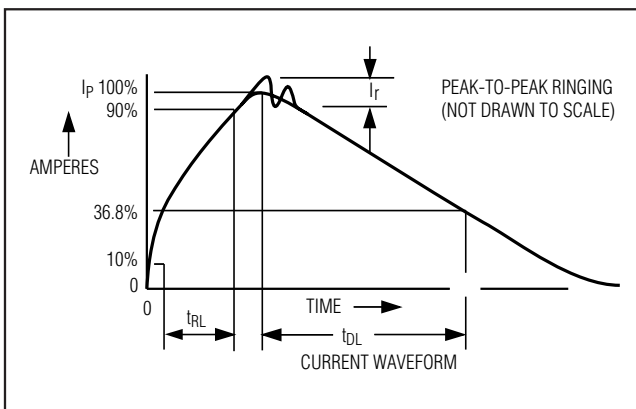 IP 100%
90%
AMPERES
36.8%
10%
0
0
tRL
TIME
tDL
CURRENT WAVEFORM
Ir
PEAK-TO-PEAK RINGING
(NOT DRAWN TO SCALE)